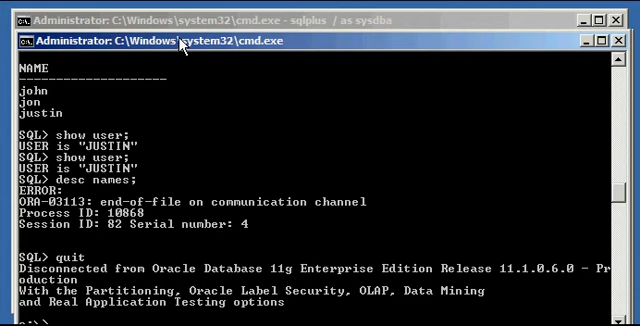 Administrator: C:\Windows\system32\cmd.exe - sqlplus / as sysdba
Administrator: C:\Windows\system32\cmd.exe
NAME
--------------------
john
jon
justin
SQL> show user;
USER is "JUSTIN"
SQL> show user;
USER is "JUSTIN"
SQL> desc names;
ERROR:
ORA-03113: end-of-file on communication channel
Process ID: 10868
Session ID: 82 Serial number: 4
SQL> quit
Disconnected from Oracle Database 11g Enterprise Edition Release 11.1.0.6.0 - Pr
oduction
With the Partitioning, Oracle Label Security, OLAP, Data Mining
and Real Application Testing options